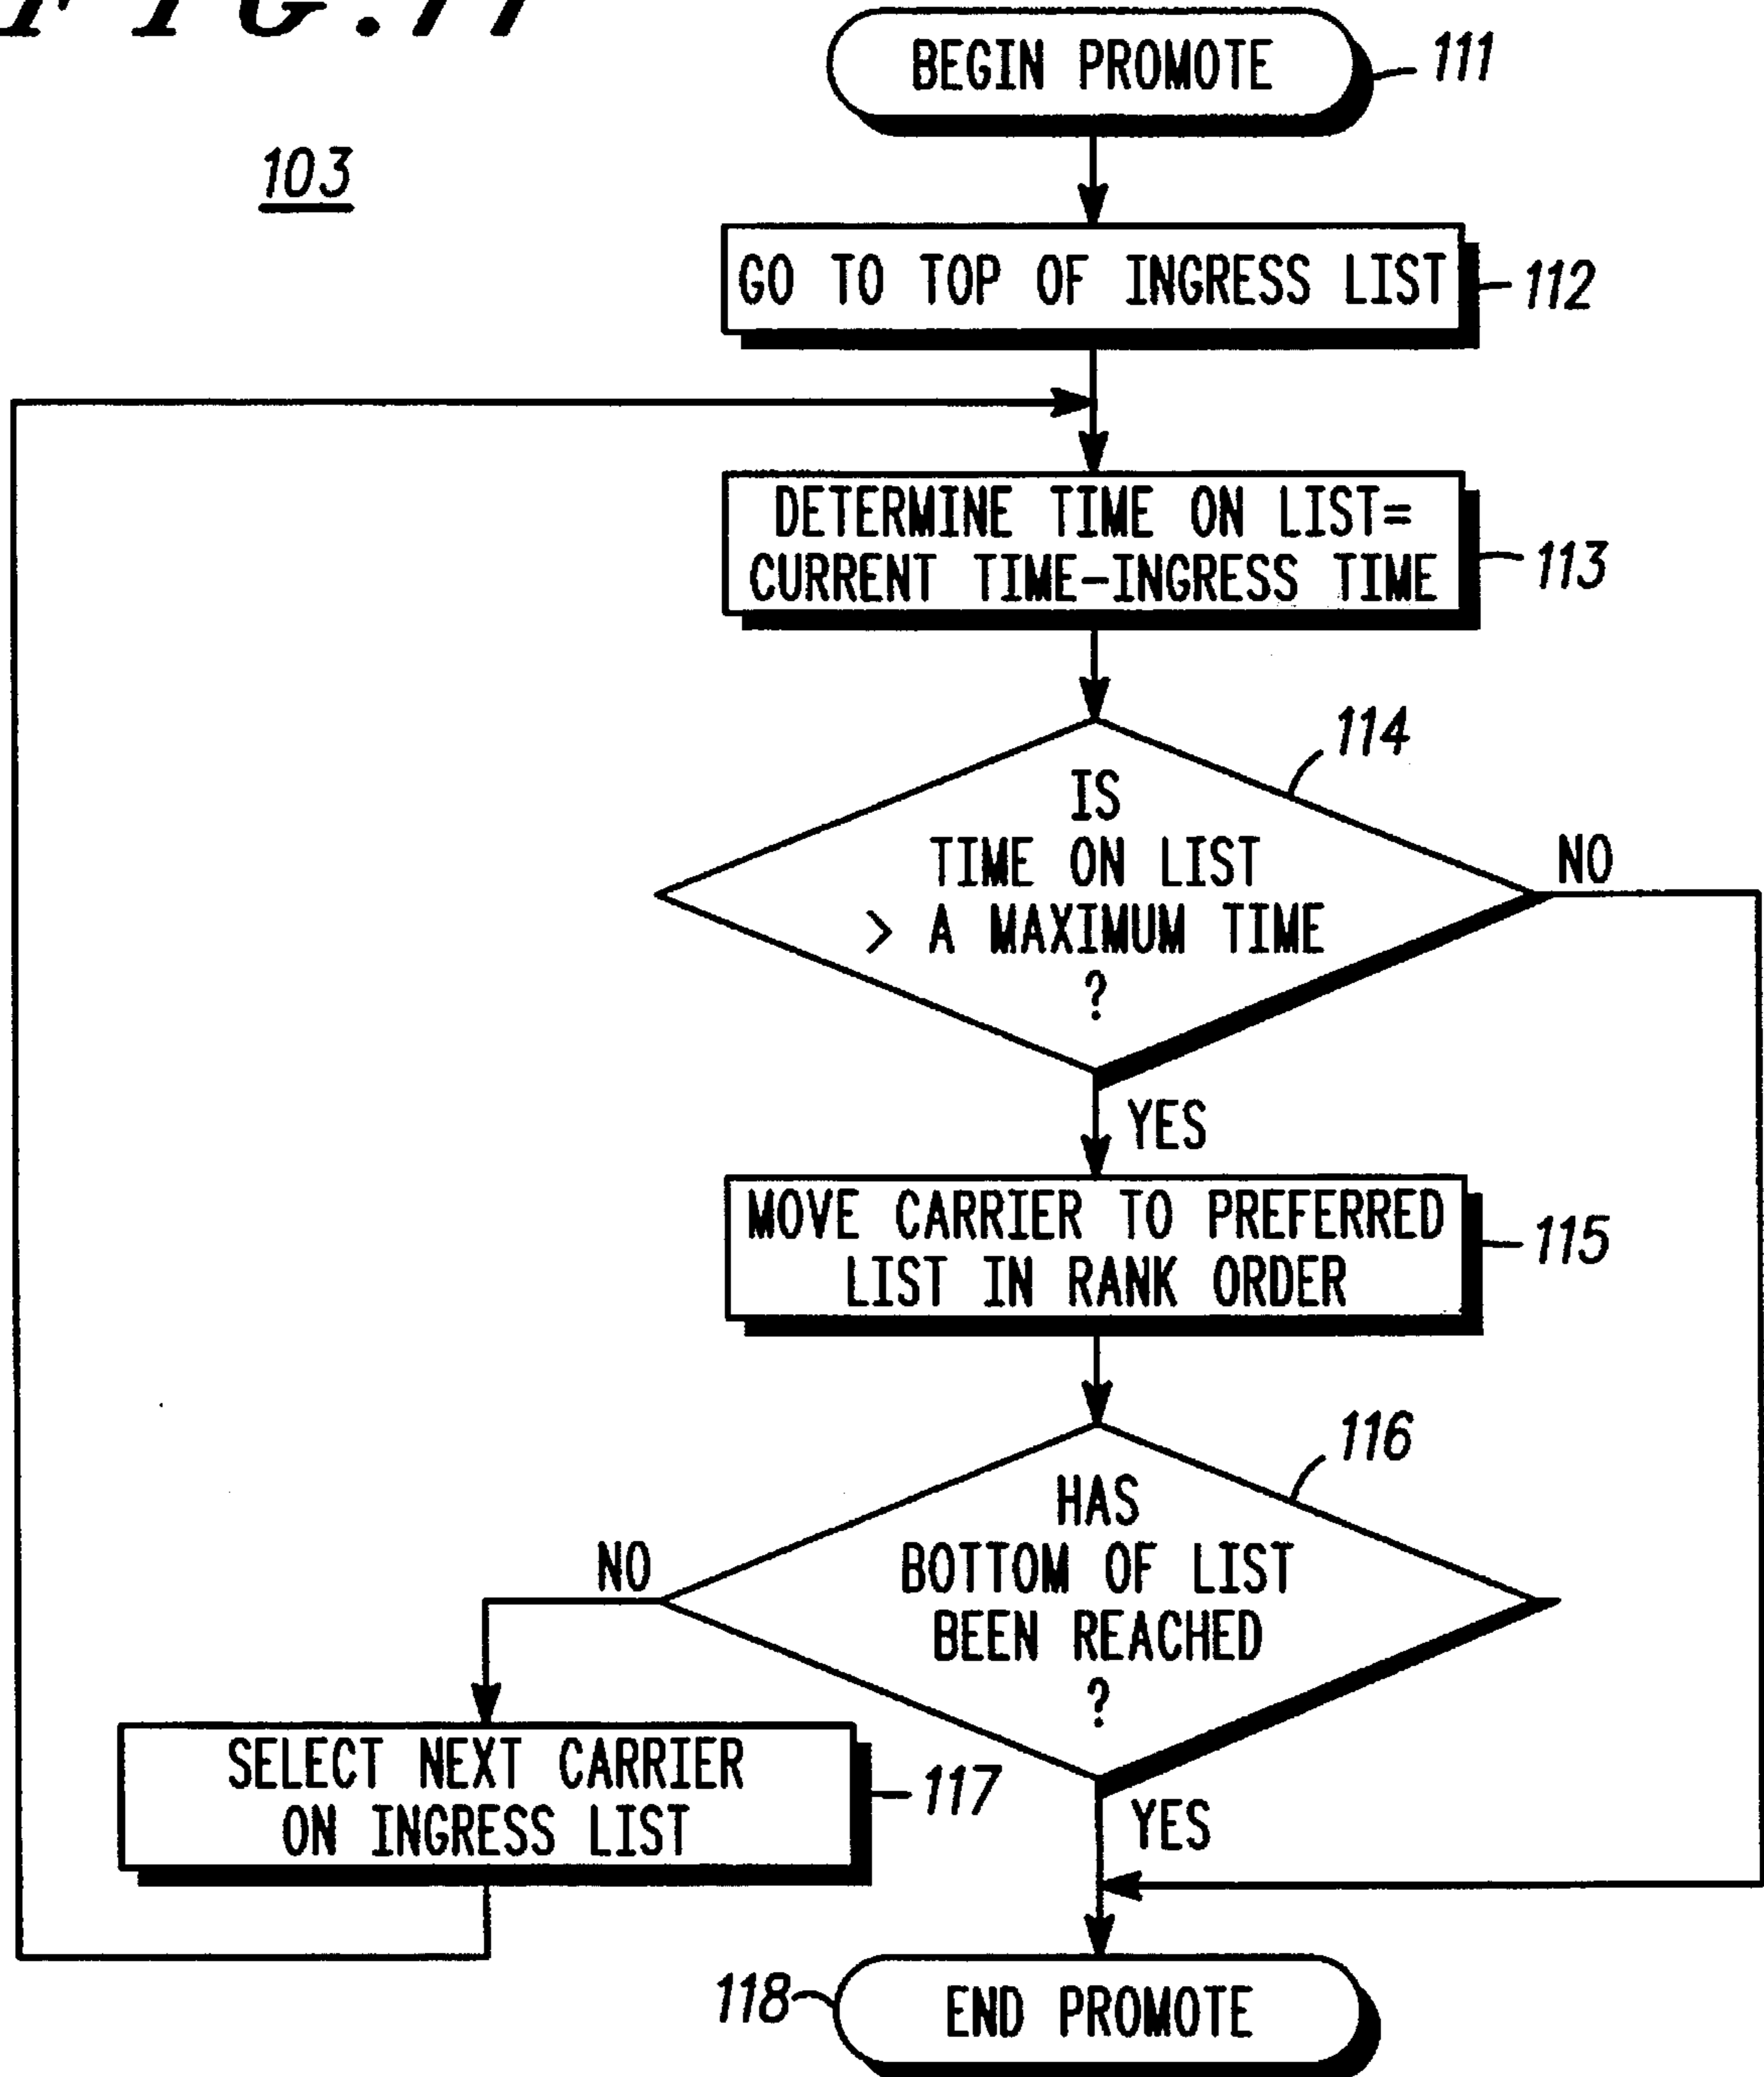 FIG.11
BEGIN PROMOTE
111
103
GO TO TOP OF INGRESS LIST
112
DETERMINE TIME ON LIST=
CURRENT TIME-INGRESS TIME
113
114
IS
TIME ON LIST
> A MAXIMUM TIME
?
NO
YES
MOVE CARRIER TO PREFERRED
LIST IN RANK ORDER
115
116
HAS
BOTTOM OF LIST
BEEN REACHED
?
NO
SELECT NEXT CARRIER
ON INGRESS LIST
117
YES
118
END PROMOTE